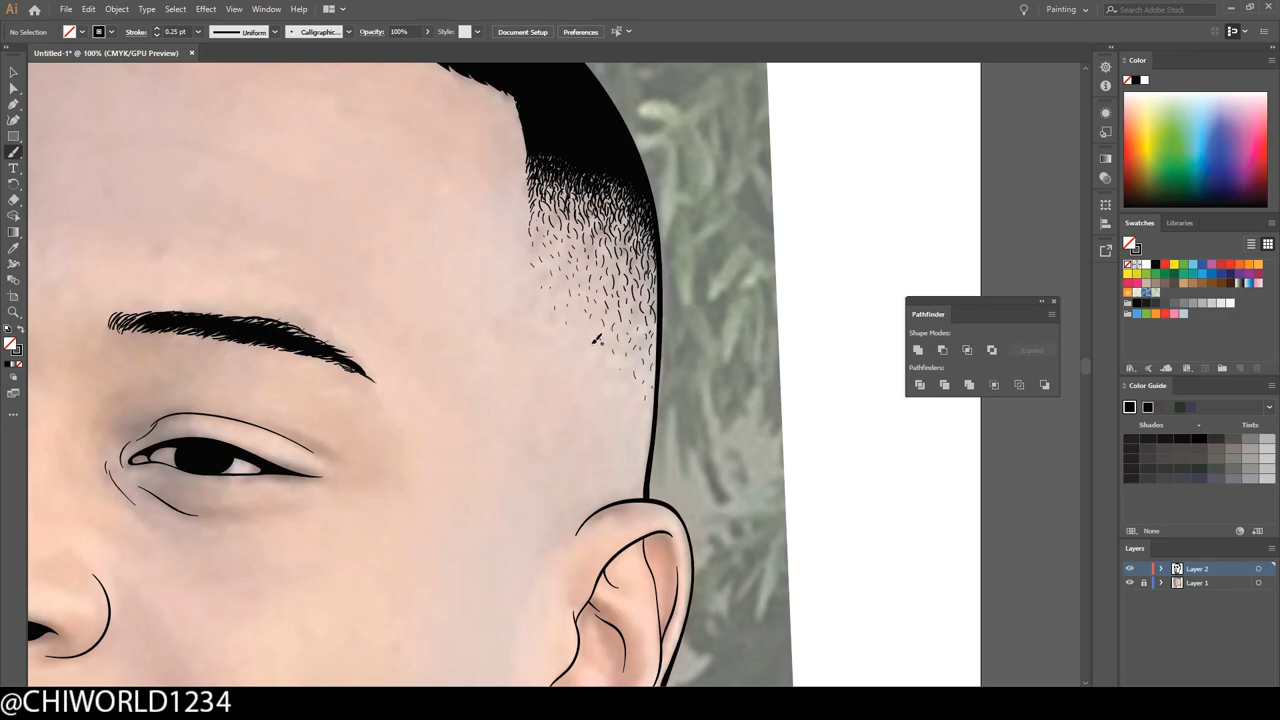 Ai
File Edit Object Type Select Effect View Window Help
Painting
Search Adobe Stock
No Selection
Stroke: 0.25 pt
Uniform
Calligraphic...
Opacity: 100%
Style:
Document Setup
Preferences
Untitled-1* @ 100% (CMYK/GPU Preview)
Color
Swatches Libraries
Pathfinder
Shape Modes:
Expand
Pathfinders:
Color Guide
Shades Tints
None
Layers
Layer 2
Layer 1
@CHIWORLD1234